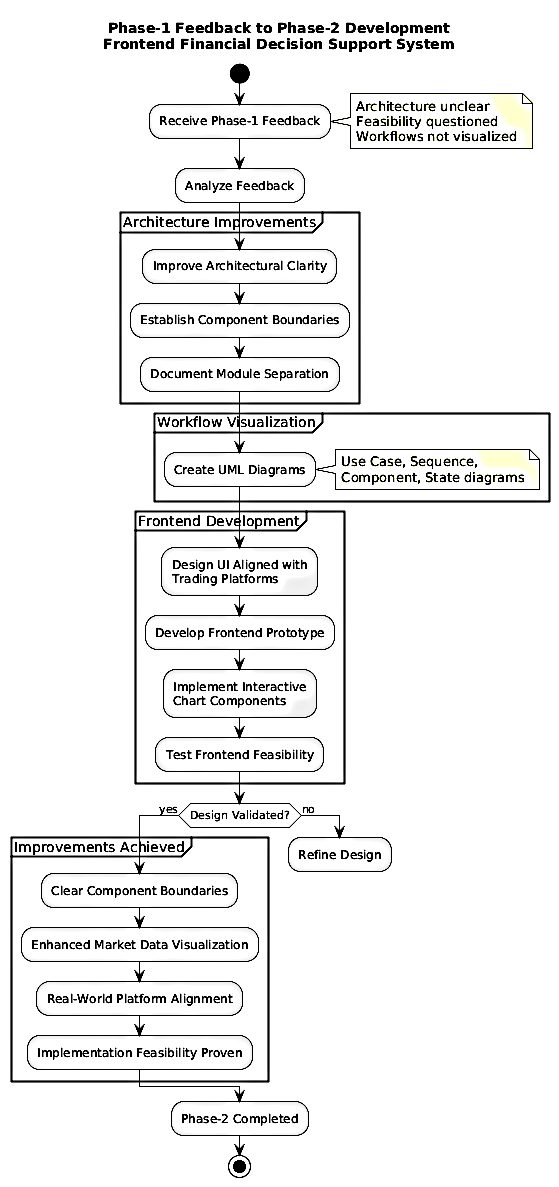 Phase-1 Feedback to Phase-2 Development
Frontend Financial Decision Support System
Receive Phase-1 Feedback
Architecture unclear
Feasibility questioned
Workflows not visualized
Analyze Feedback
Architecture Improvements
Improve Architectural Clarity
Establish Component Boundaries
Document Module Separation
Workflow Visualization
Create UML Diagrams
Use Case, Sequence,
Component, State diagrams
Frontend Development
Design UI Aligned with
Trading Platforms
Develop Frontend Prototype
Implement Interactive
Chart Components
Test Frontend Feasibility
yes
Design Validated?
no
Refine Design
Improvements Achieved
Clear Component Boundaries
Enhanced Market Data Visualization
Real-World Platform Alignment
Implementation Feasibility Proven
Phase-2 Completed